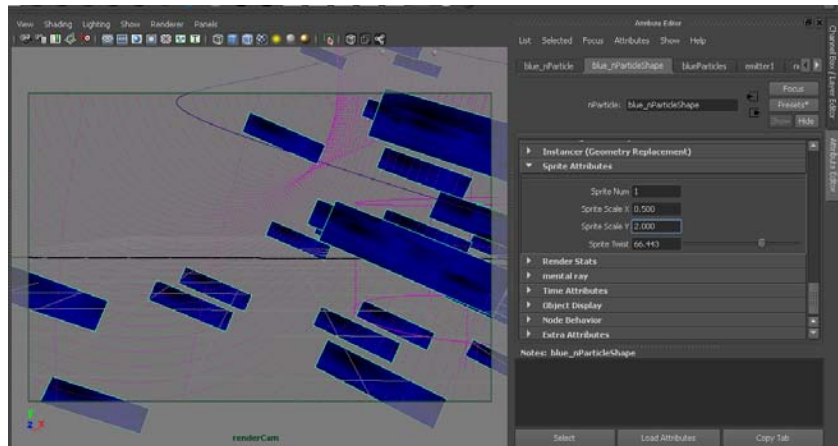 Attribute Editor
View Shading Lighting Show Renderer Panels
List Selected Focus Attributes Show Help
blue_nParticle blue_nParticleShape blueParticles emitter1
Focus
nParticle: blue_nParticleShape
Presets*
Show Hide
Instancer (Geometry Replacement)
Sprite Attributes
Sprite Num 1
Sprite Scale X 0.500
Sprite Scale Y 2.000
Sprite Twist 66.443
Render Stats
mental ray
Time Attributes
Object Display
Node Behavior
Extra Attributes
Notes: blue_nParticleShape
renderCam
Select Load Attributes Copy Tab
Channel Box / Layer Editor
Attribute Editor